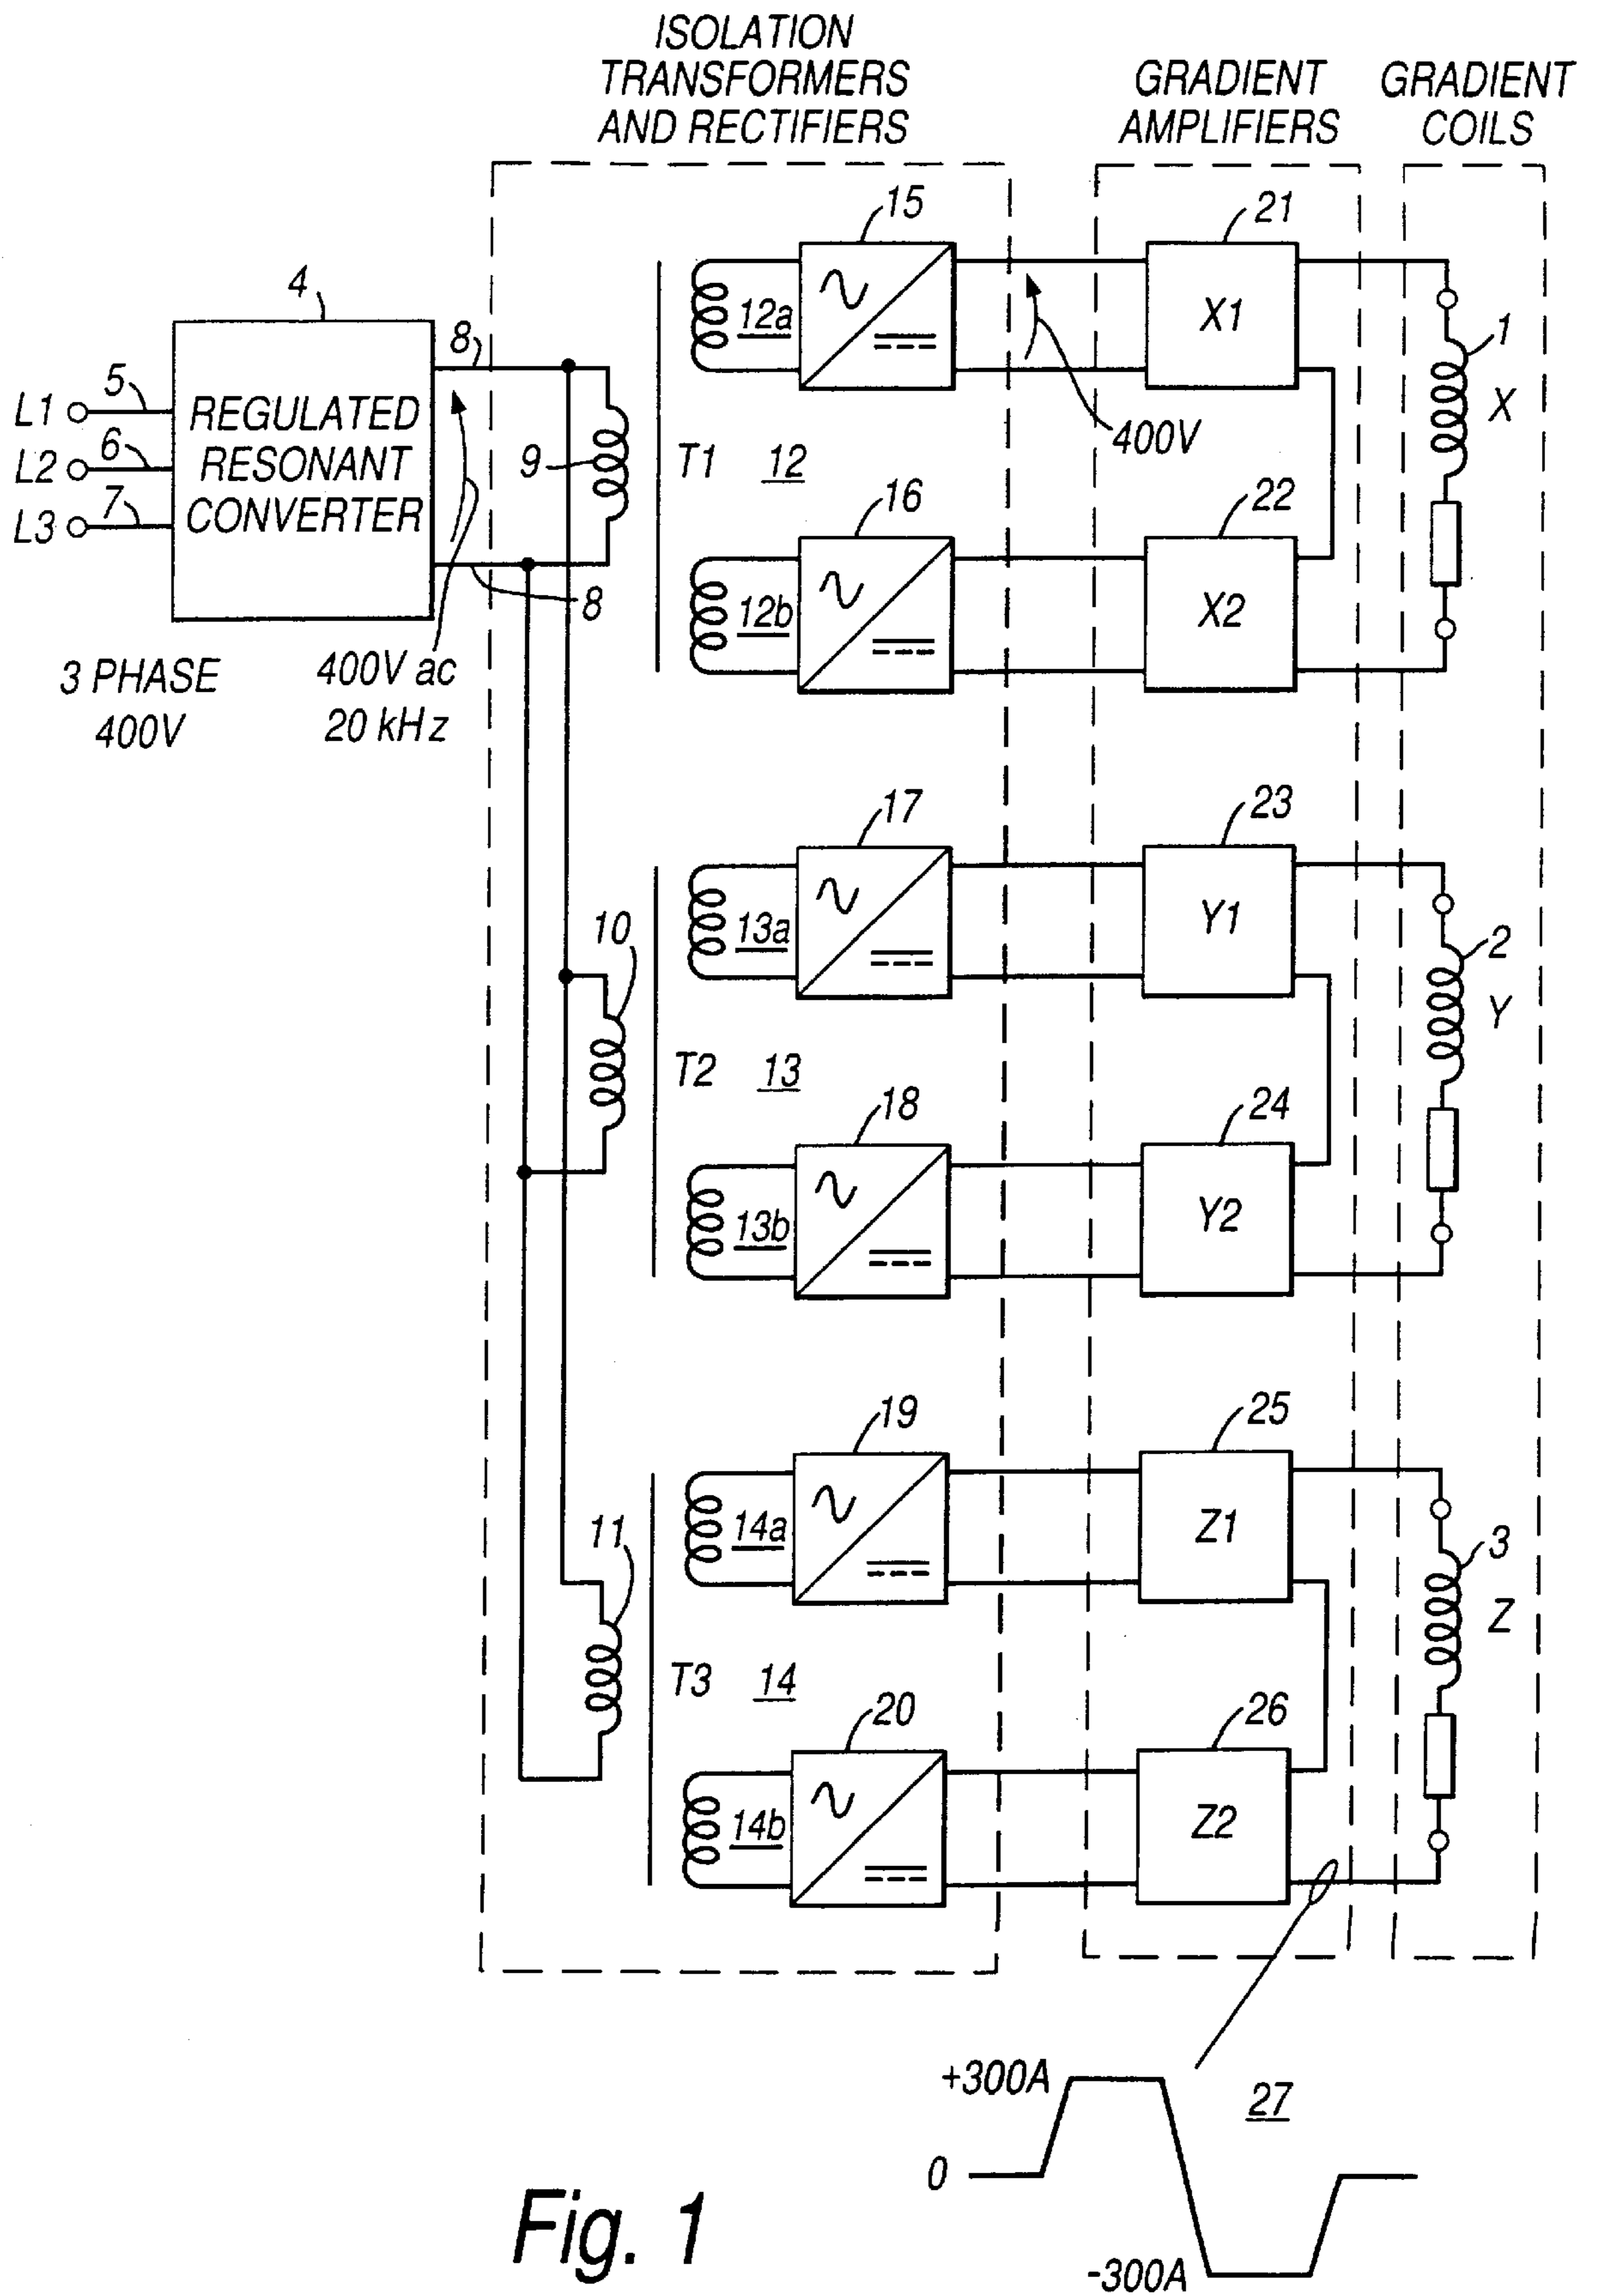 ISOLATION
TRANSFORMERS
AND RECTIFIERS
GRADIENT
AMPLIFIERS
GRADIENT
COILS
4
L1
5
L2
6
L3
7
REGULATED
RESONANT
CONVERTER
3 PHASE
400V
8
8
400V ac
20 kHz
9
T1
12
12a
15
400V
12b
16
21
X1
22
X2
1
X
10
T2
13
13a
17
13b
18
23
Y1
24
Y2
2
Y
11
T3
14
14a
19
14b
20
25
Z1
26
Z2
3
Z
+300A
27
0
-300A
Fig. 1